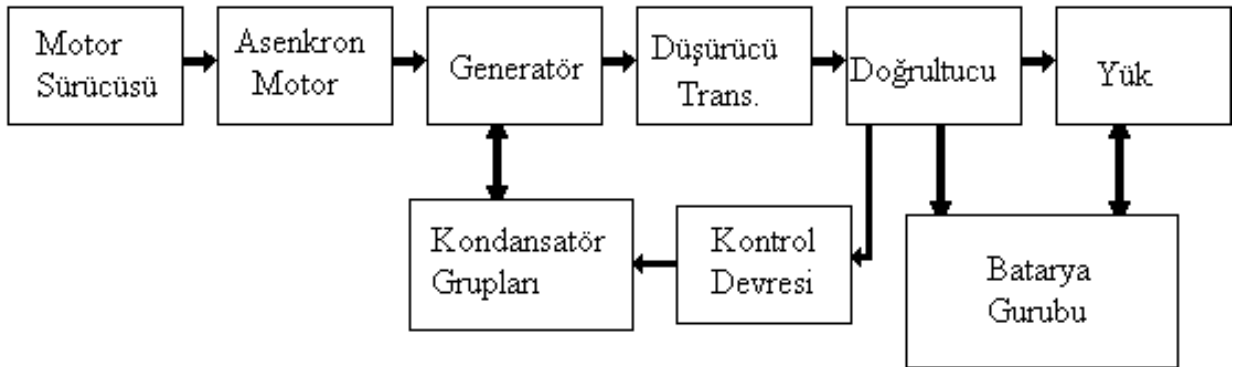 Motor
Sürücüsü
Asenkron
Motor
Generatör
Düşürücü
Trans.
Doğrultucu
Yük
Kondansatör
Grupları
Kontrol
Devresi
Batarya
Gurubu